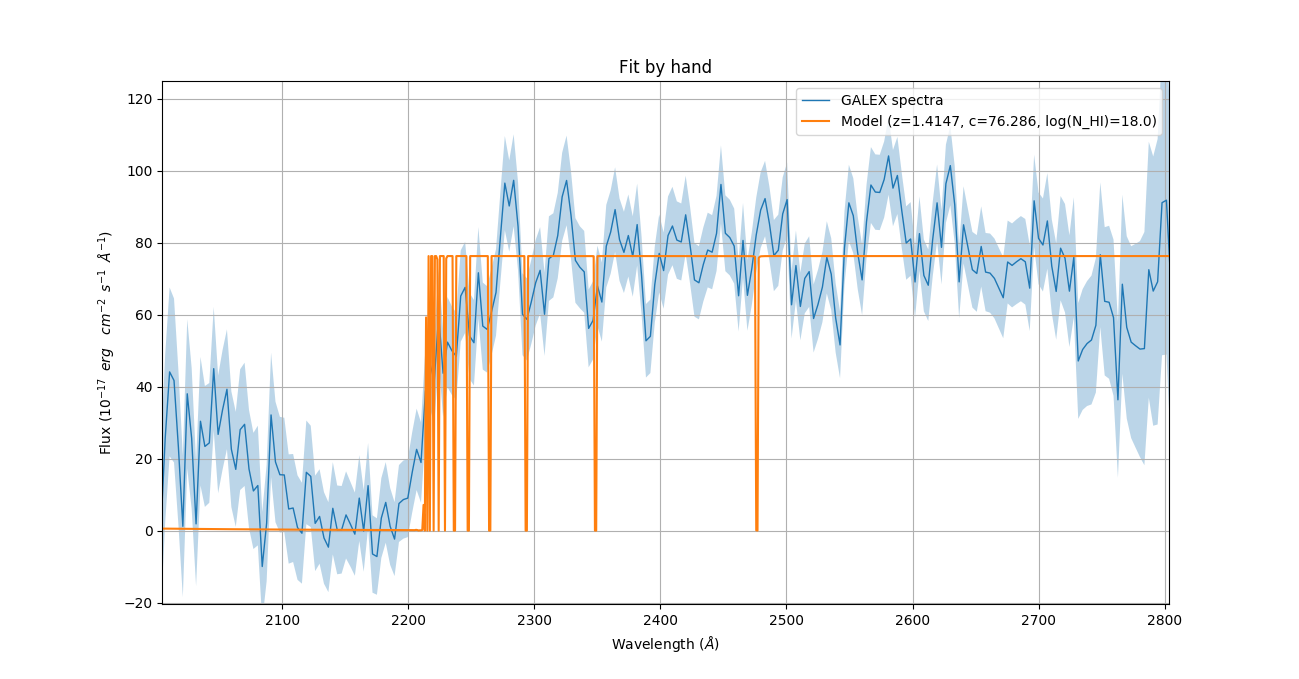 Fit by hand
GALEX spectra
Model (z=1.4147, c=76.286, log(N_HI)=18.0)
120
100
80
60
40
20
0
−20
Flux (10⁻¹⁷ erg cm⁻² s⁻¹ Å⁻¹)
2100 2200 2300 2400 2500 2600 2700 2800
Wavelength (Å)